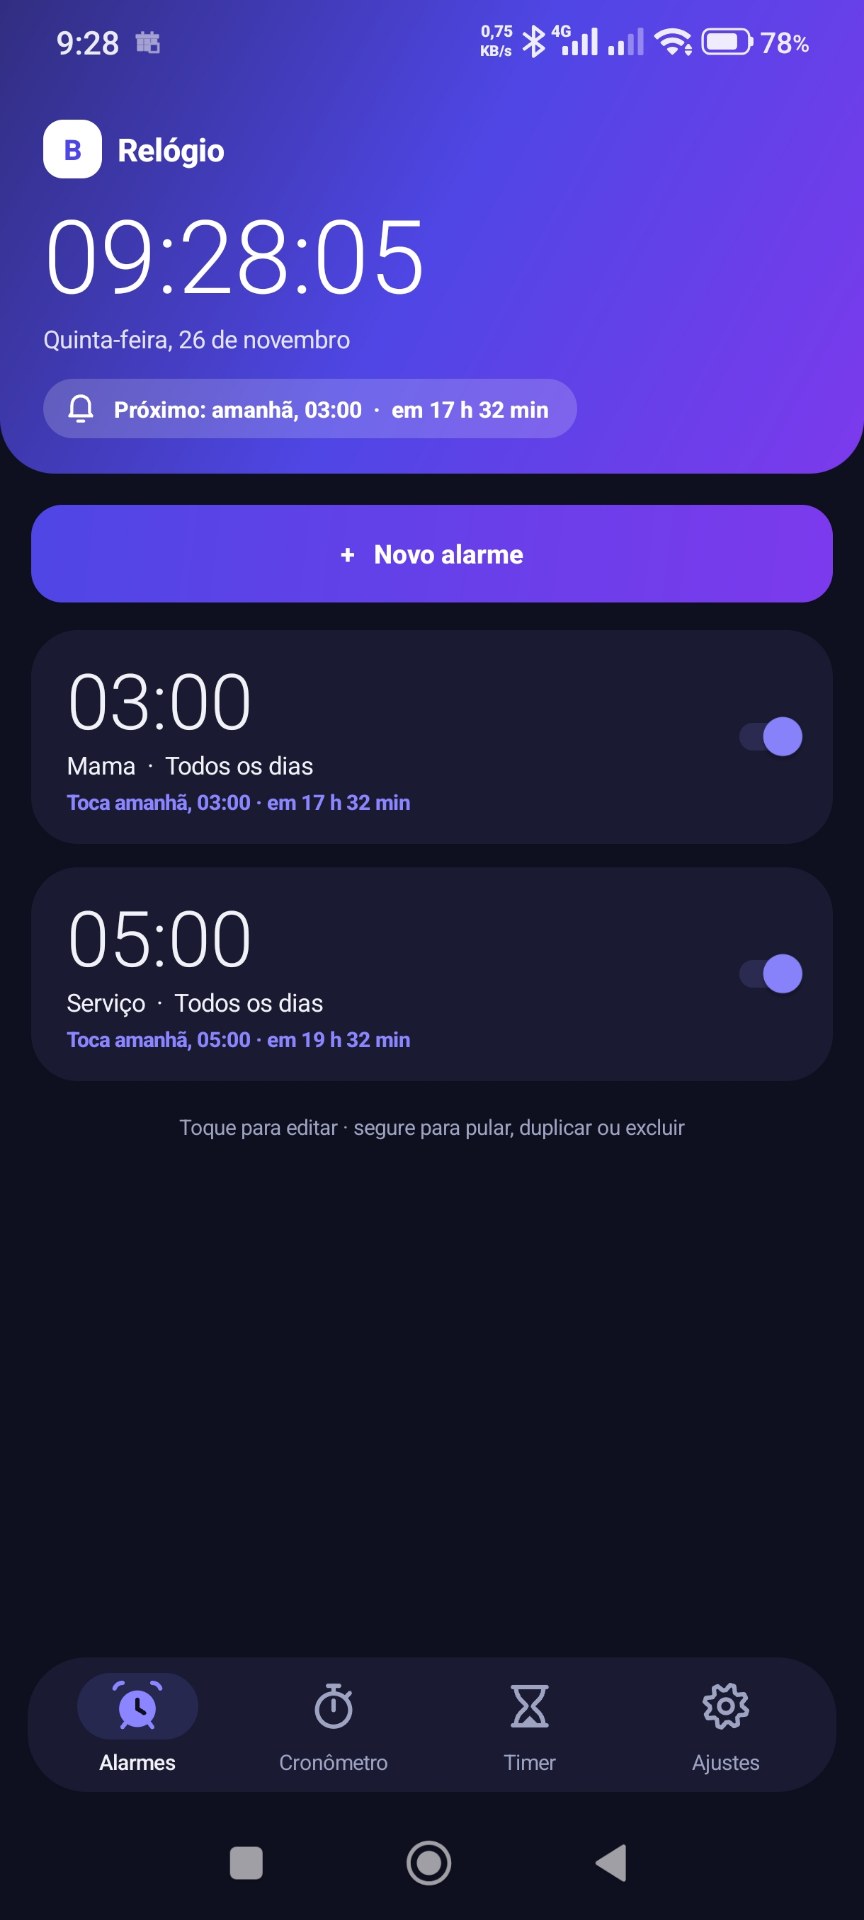 9:28
0,75 KB/s 4G 78%
B Relógio
09:28:05
Quinta-feira, 26 de novembro
Próximo: amanhã, 03:00 · em 17 h 32 min
+ Novo alarme
03:00
Mama · Todos os dias
Toca amanhã, 03:00 · em 17 h 32 min
05:00
Serviço · Todos os dias
Toca amanhã, 05:00 · em 19 h 32 min
Toque para editar · segure para pular, duplicar ou excluir
Alarmes Cronômetro Timer Ajustes